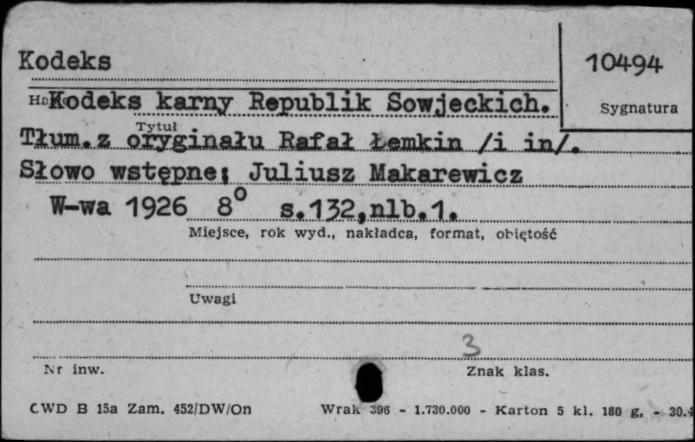 Kodeks
10494
Sygnatura
Kodeks karny Republik Sowjeckich.
Tytuł
Tłum. z oryginału Rafał Łemkin /i in/.
Słowo wstępne; Juliusz Makarewicz
W-wa 1926 8° s.132,nlb.1.
Miejsce, rok wyd., nakładca, format, objętość
Uwagi
3
Nr inw.
Znak klas.
CWD B 15a Zam. 452/DW/On
Wrak 396 - 1.730.000 - Karton 5 kl. 180 g, - 30.4